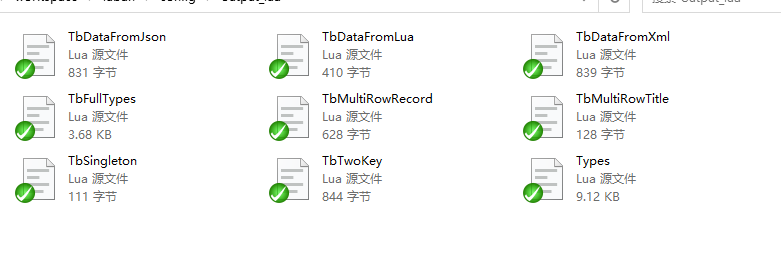 config
output_lua
TbDataFromJson
Lua 源文件
831 字节
TbDataFromLua
Lua 源文件
410 字节
TbDataFromXml
Lua 源文件
839 字节
TbFullTypes
Lua 源文件
3.68 KB
TbMultiRowRecord
Lua 源文件
628 字节
TbMultiRowTitle
Lua 源文件
128 字节
TbSingleton
Lua 源文件
111 字节
TbTwoKey
Lua 源文件
844 字节
Types
Lua 源文件
9.12 KB